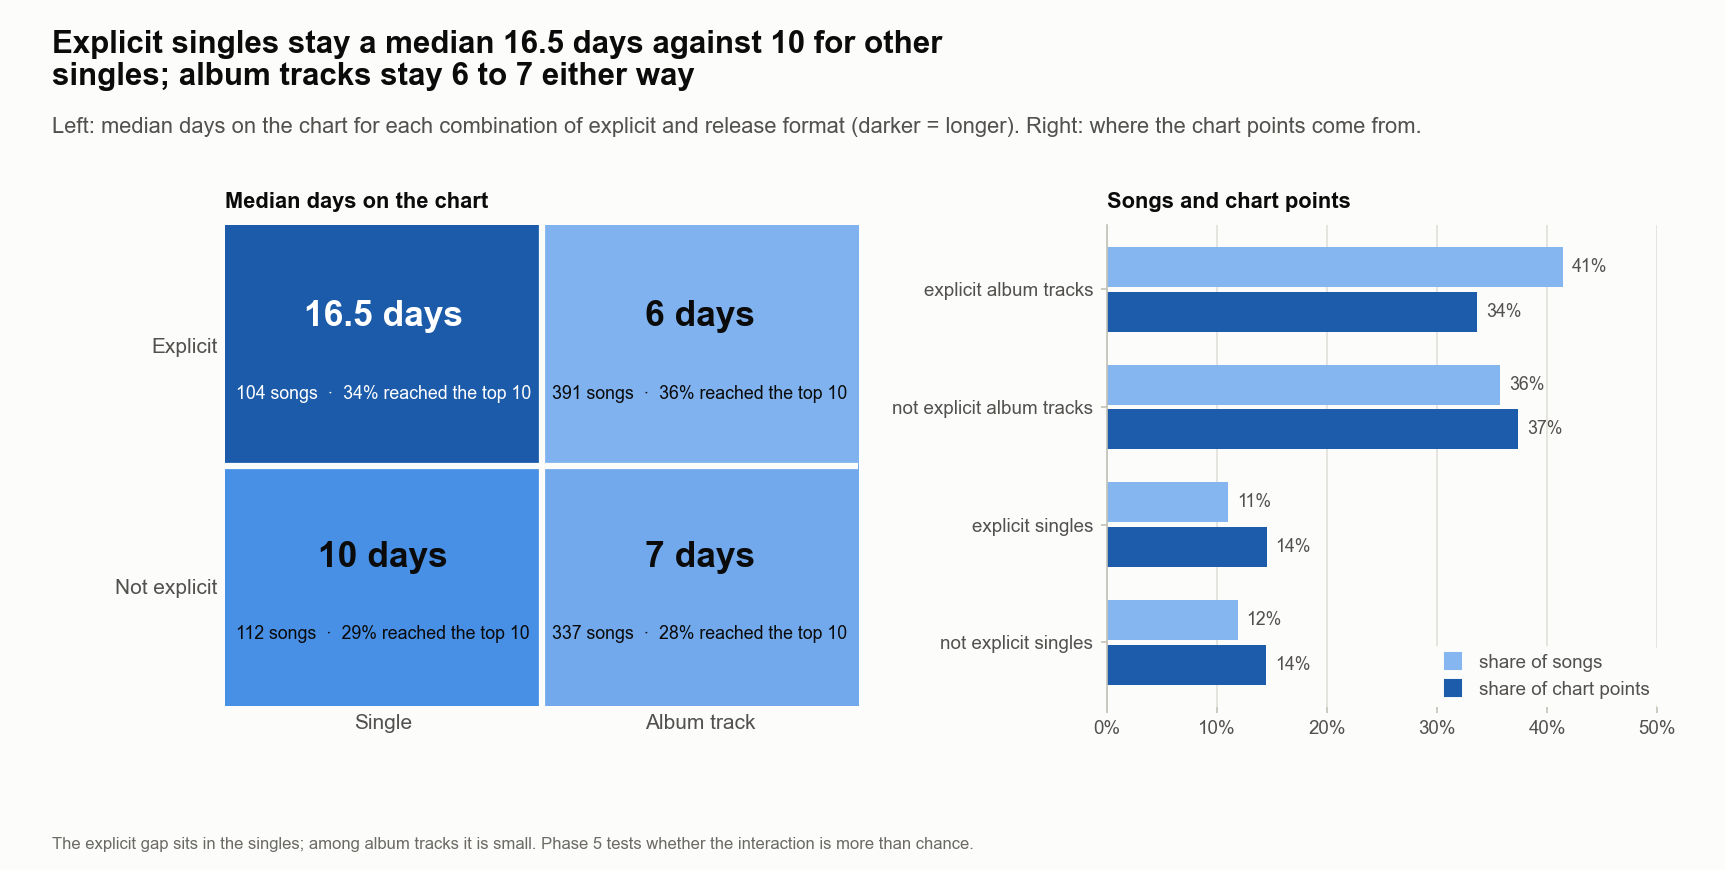 Explicit singles stay a median 16.5 days against 10 for other
singles; album tracks stay 6 to 7 either way
Left: median days on the chart for each combination of explicit and release format (darker = longer). Right: where the chart points come from.
Median days on the chart
Explicit
16.5 days
104 songs · 34% reached the top 10
6 days
391 songs · 36% reached the top 10
Not explicit
10 days
112 songs · 29% reached the top 10
7 days
337 songs · 28% reached the top 10
Single
Album track
Songs and chart points
explicit album tracks
41%
34%
not explicit album tracks
36%
37%
explicit singles
11%
14%
not explicit singles
12%
14%
share of songs
share of chart points
0%
10%
20%
30%
40%
50%
The explicit gap sits in the singles; among album tracks it is small. Phase 5 tests whether the interaction is more than chance.